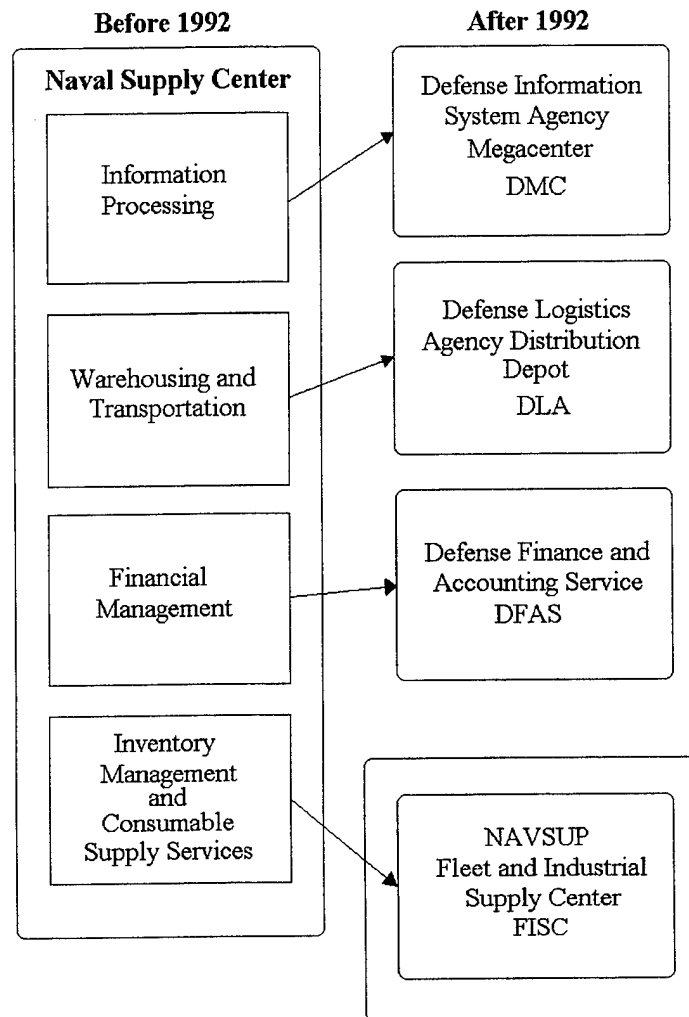 Before 1992
After 1992
Naval Supply Center
Information
Processing
Defense Information
System Agency
Megacenter
DMC
Warehousing and
Transportation
Defense Logistics
Agency Distribution
Depot
DLA
Financial
Management
Defense Finance and
Accounting Service
DFAS
Inventory
Management
and
Consumable
Supply Services
NAVSUP
Fleet and Industrial
Supply Center
FISC